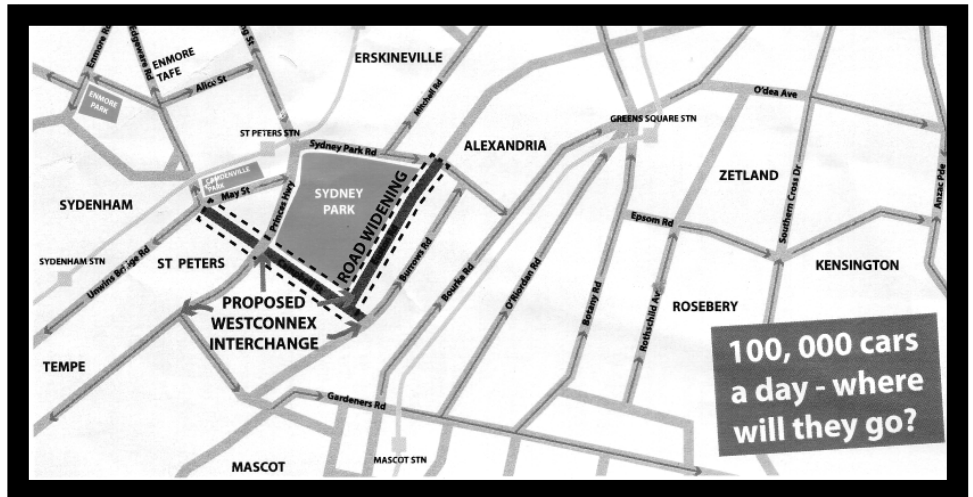 Enmore Rd
Edgeware Rd
ENMORE
TAFE
Alice St
ENMORE
PARK
ERSKINEVILLE
Mitchell Rd
ST PETERS STN
Sydney Park Rd
ALEXANDRIA
GREENS SQUARE STN
O'dea Ave
CAMDENVILLE
PARK
May St
Princes Hwy
SYDNEY
PARK
ROAD WIDENING
ZETLAND
Anzac Pde
Southern Cross Dr
SYDENHAM
SYDENHAM STN
Unwins Bridge Rd
ST PETERS
Epsom Rd
KENSINGTON
Burrows Rd
Bourke Rd
O'Riordan Rd
Botany Rd
Rothschild Ave
ROSEBERY
PROPOSED
WESTCONNEX
INTERCHANGE
TEMPE
Gardeners Rd
MASCOT
MASCOT STN
100, 000 cars
a day - where
will they go?